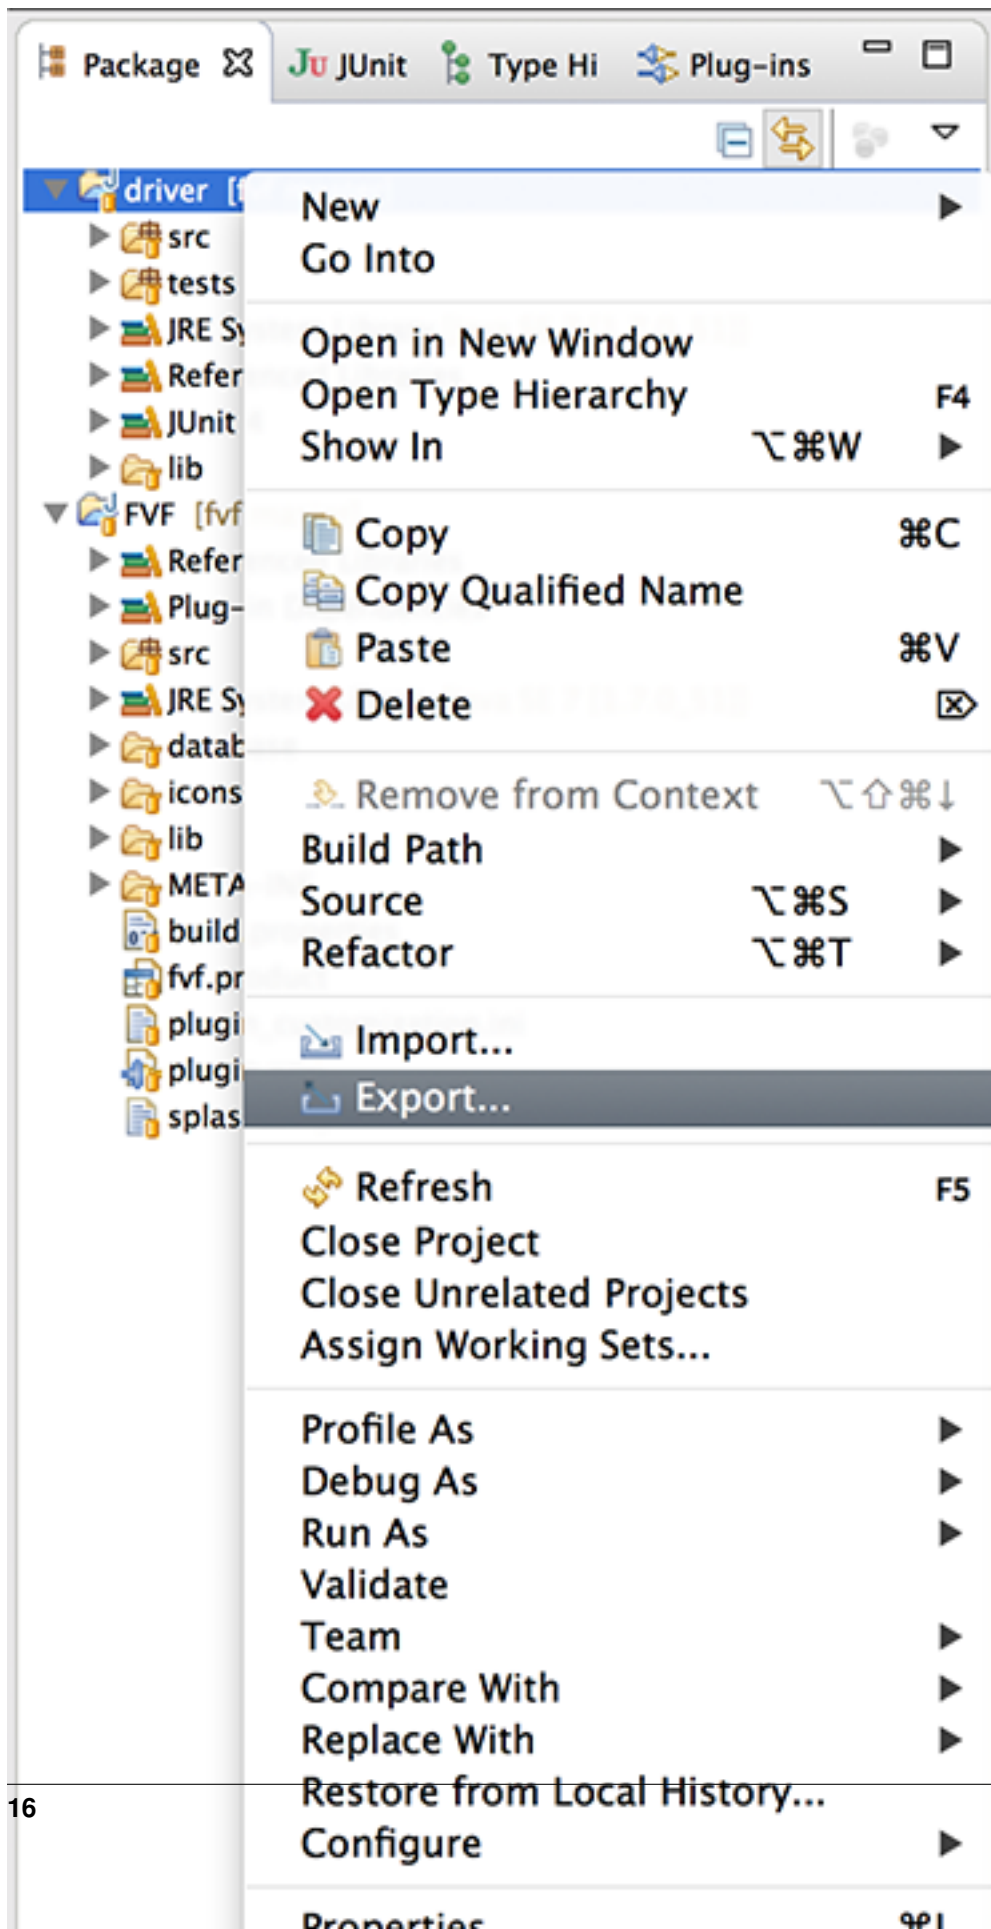 Package JUnit Type Hi Plug-ins
driver
src
tests
JRE Sy
Refer
JUnit
lib
FVF [fvf
Refer
Plug-
src
JRE Sy
datab
icons
lib
META
build
fvf.pr
plugi
plugi
splas
New
Go Into
Open in New Window
Open Type Hierarchy F4
Show In ⌥⌘W
Copy ⌘C
Copy Qualified Name
Paste ⌘V
Delete ⌦
Remove from Context ⌥⇧⌘↓
Build Path
Source ⌥⌘S
Refactor ⌥⌘T
Import...
Export...
Refresh F5
Close Project
Close Unrelated Projects
Assign Working Sets...
Profile As
Debug As
Run As
Validate
Team
Compare With
Replace With
Restore from Local History...
16
Configure
Properties ⌘I